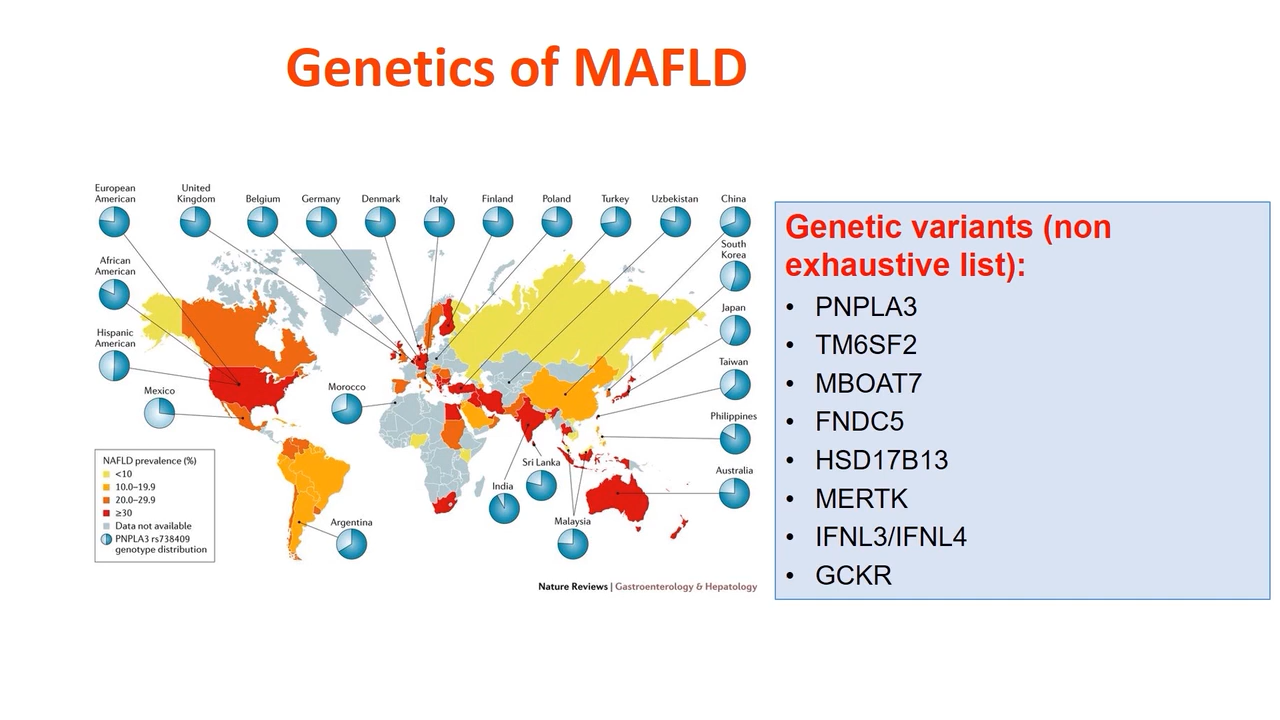 Genetics of MAFLD
European
American
United
Kingdom
Belgium
Germany
Denmark
Italy
Finland
Poland
Turkey
Uzbekistan
China
South
Korea
African
American
Japan
Hispanic
American
Taiwan
Mexico
Morocco
Philippines
Sri Lanka
Australia
India
Malaysia
Argentina
NAFLD prevalence (%)
<10
10.0–19.9
20.0–29.9
≥30
Data not available
PNPLA3 rs738409
genotype distribution
Nature Reviews | Gastroenterology & Hepatology
Genetic variants (non
exhaustive list):
• PNPLA3
• TM6SF2
• MBOAT7
• FNDC5
• HSD17B13
• MERTK
• IFNL3/IFNL4
• GCKR